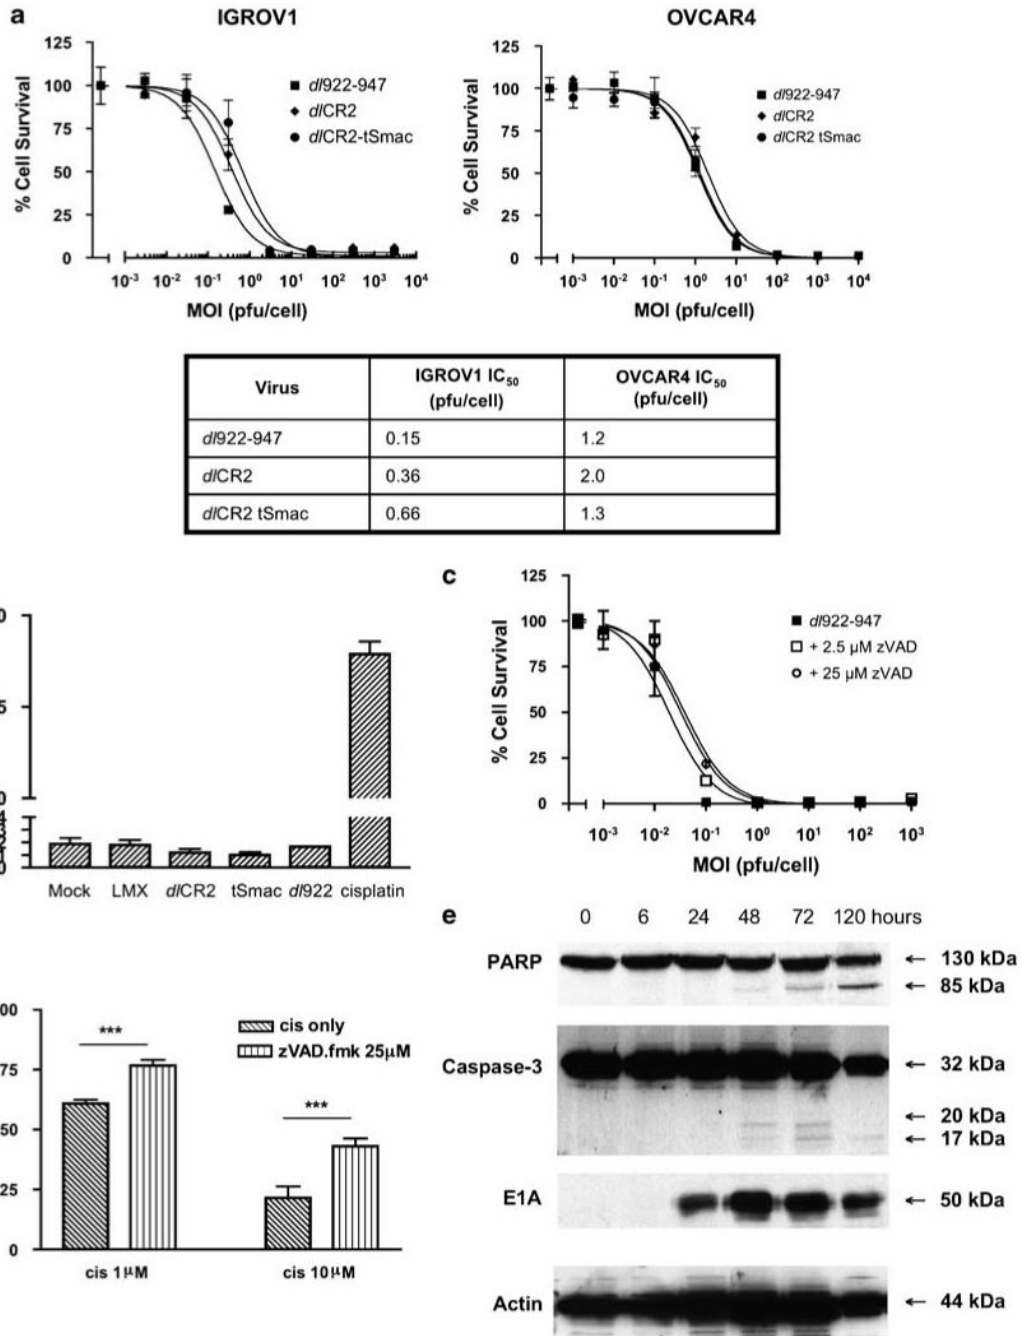 a
IGROV1
OVCAR4
125
100
75
50
25
0
% Cell Survival
dl922-947
dlCR2
dlCR2-tSmac
10-3 10-2 10-1 100 101 102 103 104
MOI (pfu/cell)
125
100
75
50
25
0
% Cell Survival
dl922-947
dlCR2
dlCR2 tSmac
10-3 10-2 10-1 100 101 102 103 104
MOI (pfu/cell)
Virus IGROV1 IC50 (pfu/cell) OVCAR4 IC50 (pfu/cell)
dl922-947 0.15 1.2
dlCR2 0.36 2.0
dlCR2 tSmac 0.66 1.3
Mock LMX dlCR2 tSmac dl922 cisplatin
c
125
100
75
50
25
0
% Cell Survival
dl922-947
+ 2.5 µM zVAD
+ 25 µM zVAD
10-3 10-2 10-1 100 101 102 103
MOI (pfu/cell)
00
75
50
25
0
***
***
cis only
zVAD.fmk 25µM
cis 1µM cis 10µM
e
0 6 24 48 72 120 hours
PARP ← 130 kDa
← 85 kDa
Caspase-3 ← 32 kDa
← 20 kDa
← 17 kDa
E1A ← 50 kDa
Actin ← 44 kDa